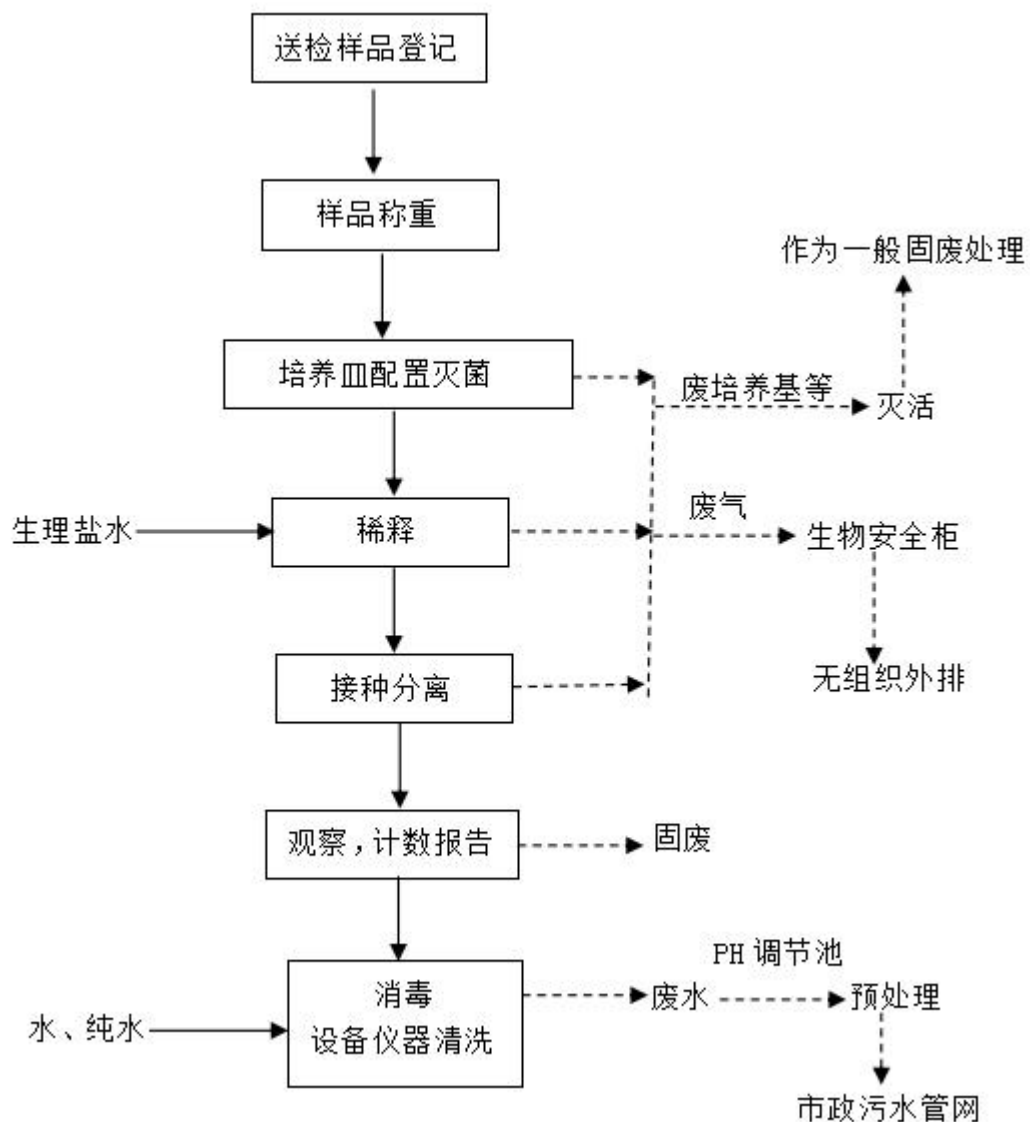 送检样品登记
样品称重
作为一般固废处理
培养皿配置灭菌
废培养基等
灭活
生理盐水
稀释
废气
生物安全柜
接种分离
无组织外排
观察，计数报告
固废
PH 调节池
水、纯水
消毒
设备仪器清洗
废水
预处理
市政污水管网